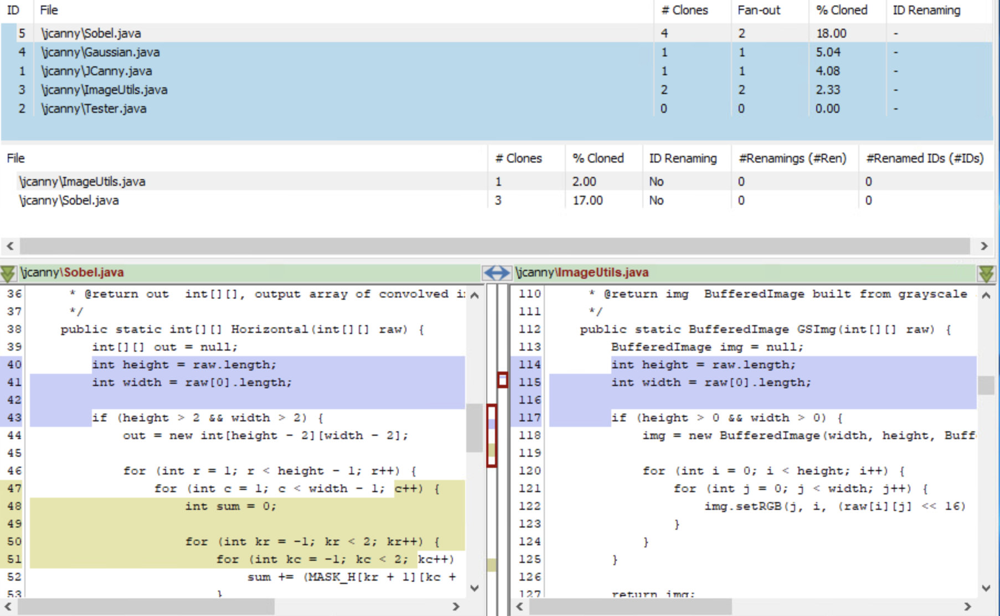 ID File # Clones Fan-out % Cloned ID Renaming
5 \jcanny\Sobel.java 4 2 18.00 -
4 \jcanny\Gaussian.java 1 1 5.04 -
1 \jcanny\JCanny.java 1 1 4.08 -
3 \jcanny\ImageUtils.java 2 2 2.33 -
2 \jcanny\Tester.java 0 0 0.00 -
File # Clones % Cloned ID Renaming #Renamings (#Ren) #Renamed IDs (#IDs)
\jcanny\ImageUtils.java 1 2.00 No 0 0
\jcanny\Sobel.java 3 17.00 No 0 0
\jcanny\Sobel.java
36 * @return out int[][], output array of convolved
37 */
38 public static int[][] Horizontal(int[][] raw) {
39 int[][] out = null;
40 int height = raw.length;
41 int width = raw[0].length;
42
43 if (height > 2 && width > 2) {
44 out = new int[height - 2][width - 2];
45
46 for (int r = 1; r < height - 1; r++) {
47 for (int c = 1; c < width - 1; c++) {
48 int sum = 0;
49
50 for (int kr = -1; kr < 2; kr++) {
51 for (int kc = -1; kc < 2; kc++)
52 sum += (MASK_H[kr + 1][kc +
53 }
\jcanny\ImageUtils.java
110 * @return img BufferedImage built from grayscale
111 */
112 public static BufferedImage GSImg(int[][] raw) {
113 BufferedImage img = null;
114 int height = raw.length;
115 int width = raw[0].length;
116
117 if (height > 0 && width > 0) {
118 img = new BufferedImage(width, height, Buff
119
120 for (int i = 0; i < height; i++) {
121 for (int j = 0; j < width; j++) {
122 img.setRGB(j, i, (raw[i][j] << 16)
123 }
124 }
125 }
126
127 return img;